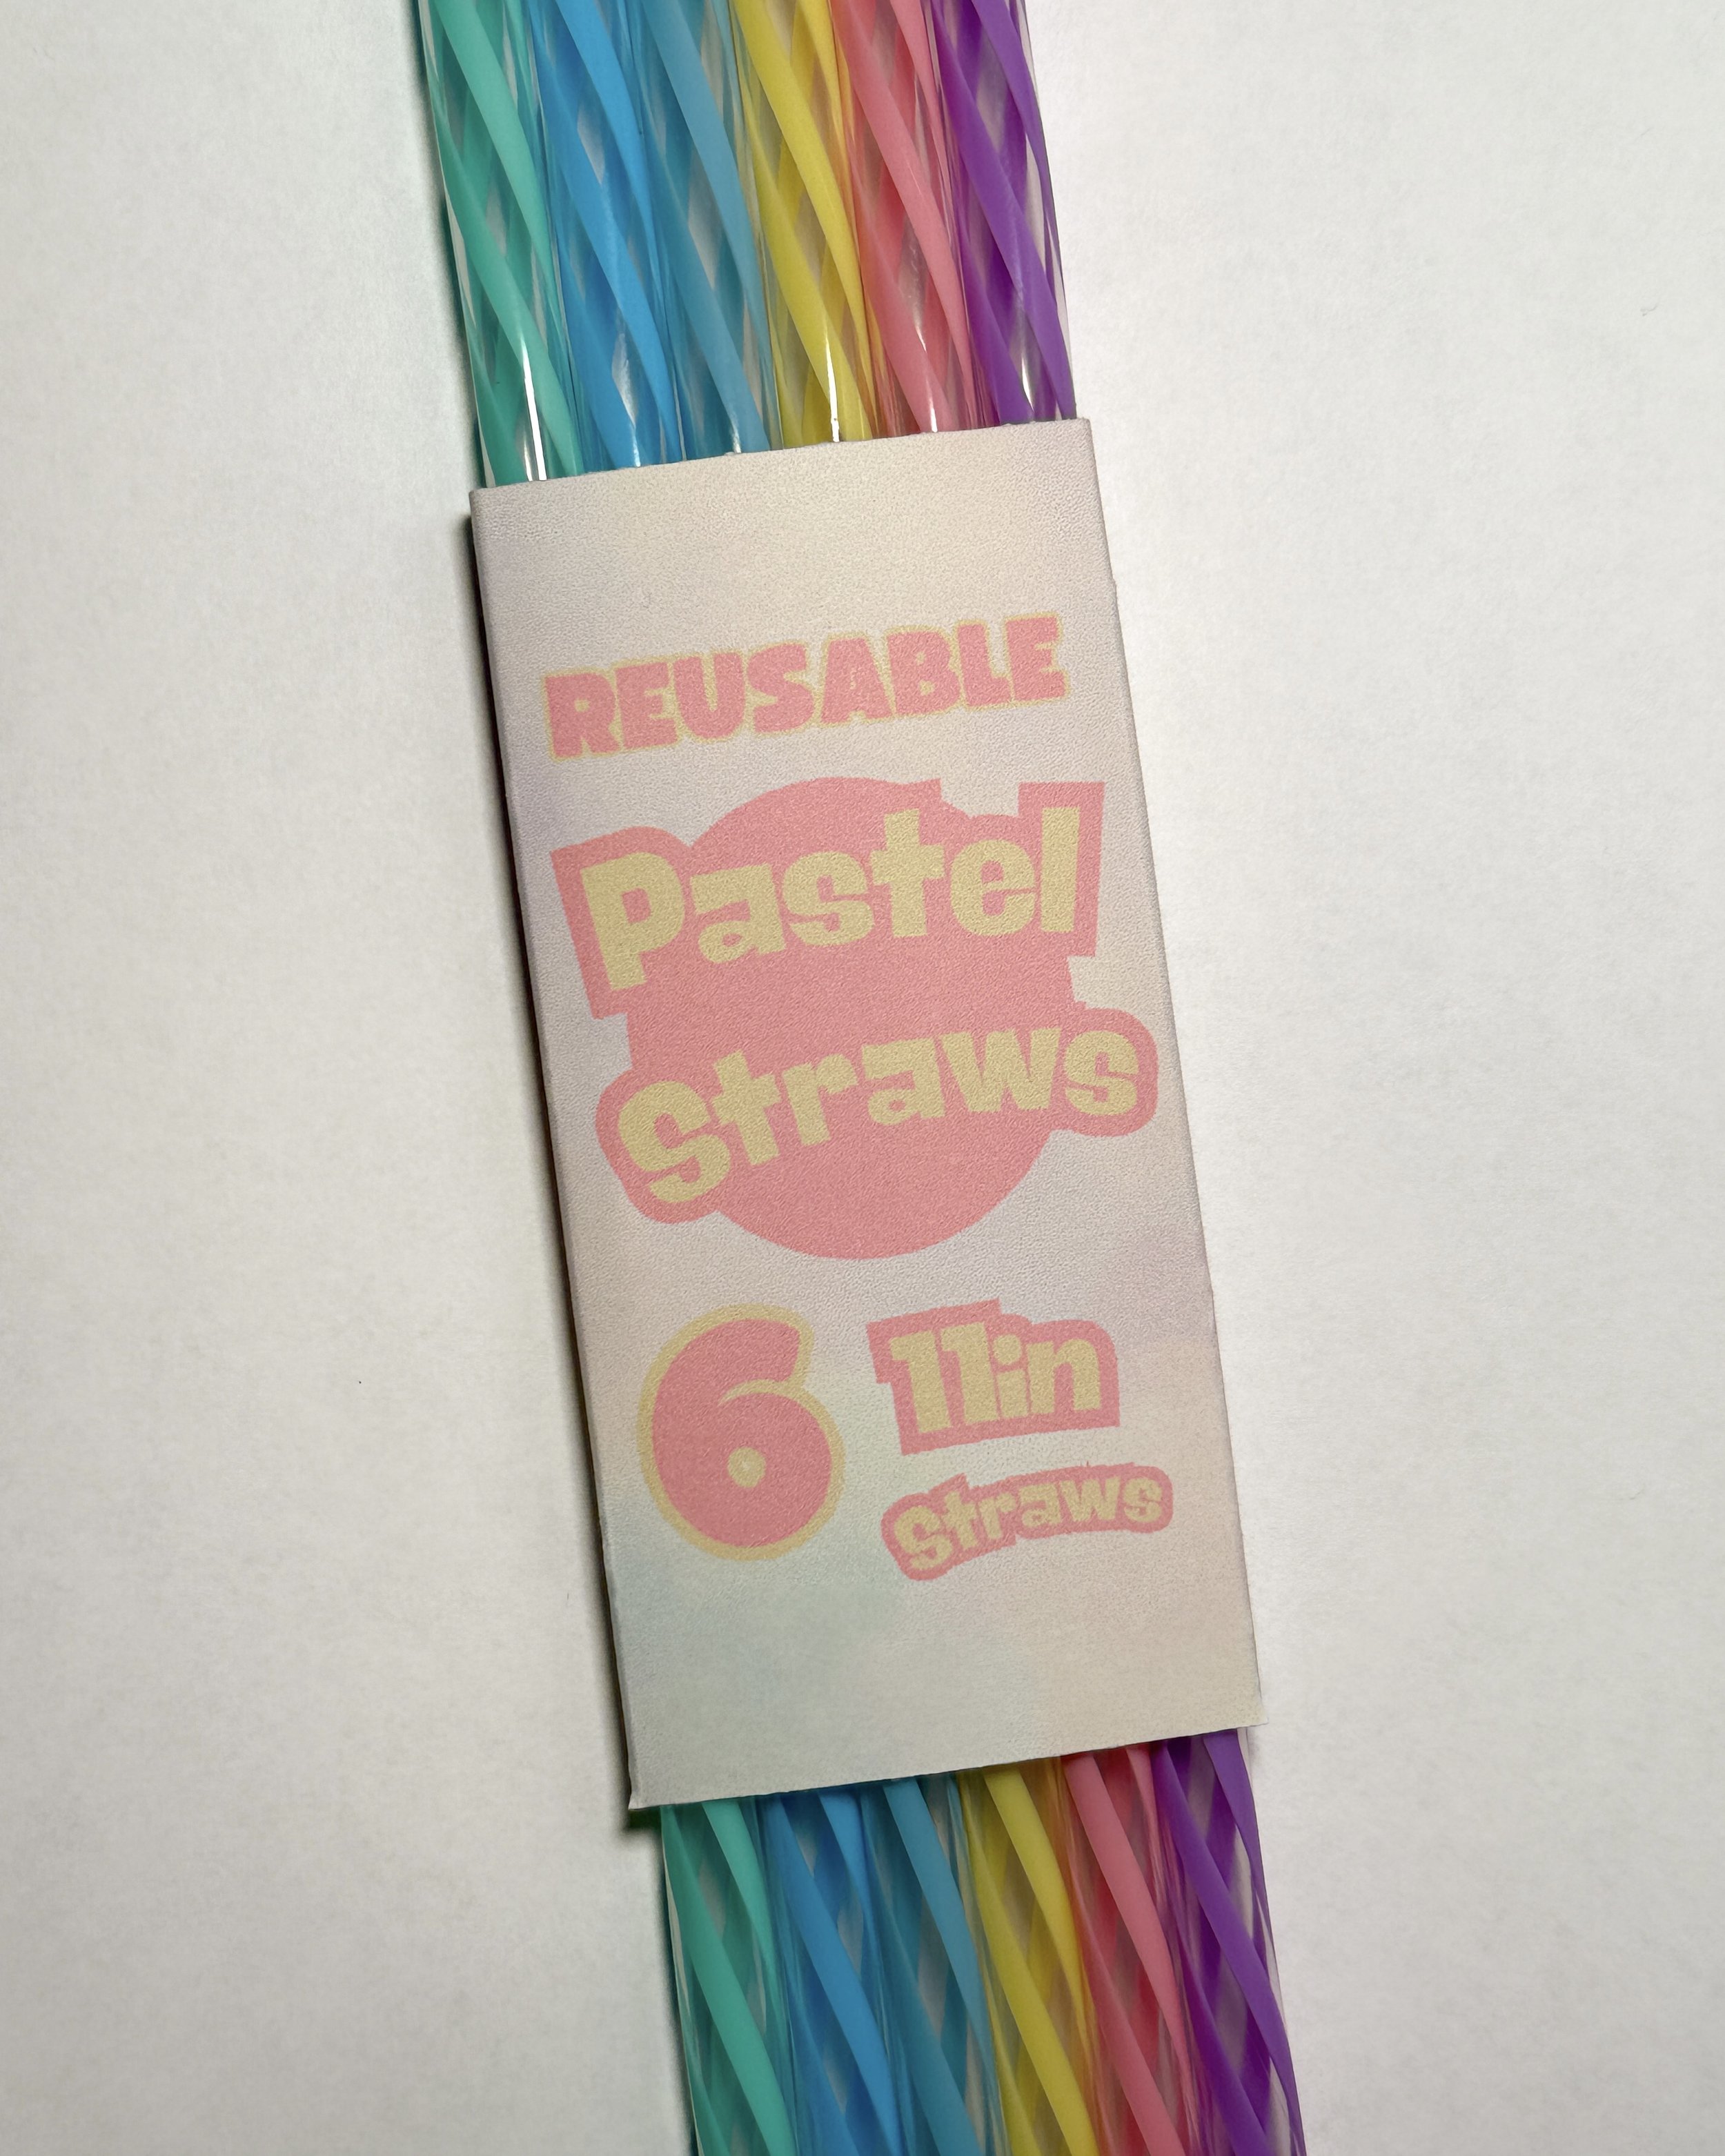 REUSABLE
Pastel
Straws
6 11in
Straws